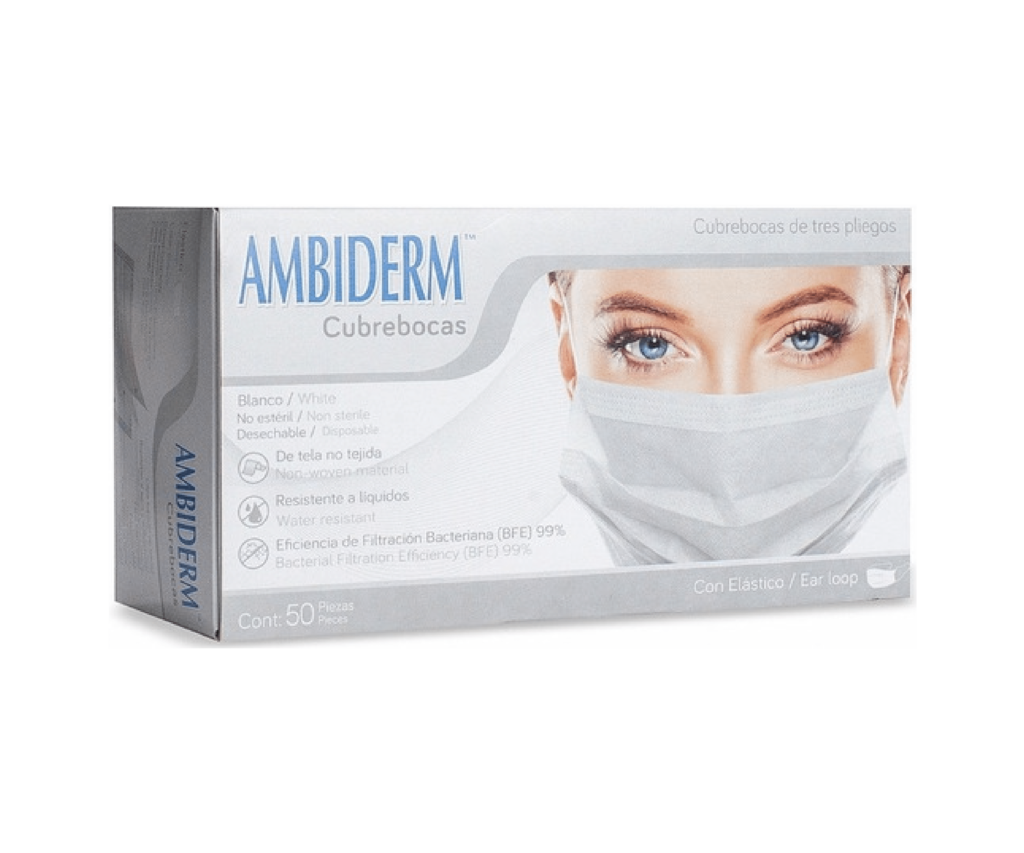 AMBIDERM™
Cubrebocas
Cubrebocas de tres pliegos
Blanco / White
No estéril / Non sterile
Desechable / Disposable
De tela no tejida
Non-woven material
Resistente a líquidos
Water resistant
Eficiencia de Filtración Bacteriana (BFE) 99%
Bacterial Filtration Efficiency (BFE) 99%
Con Elástico / Ear loop
Cont: 50 Piezas
Pieces
AMBIDERM
Cubrebocas